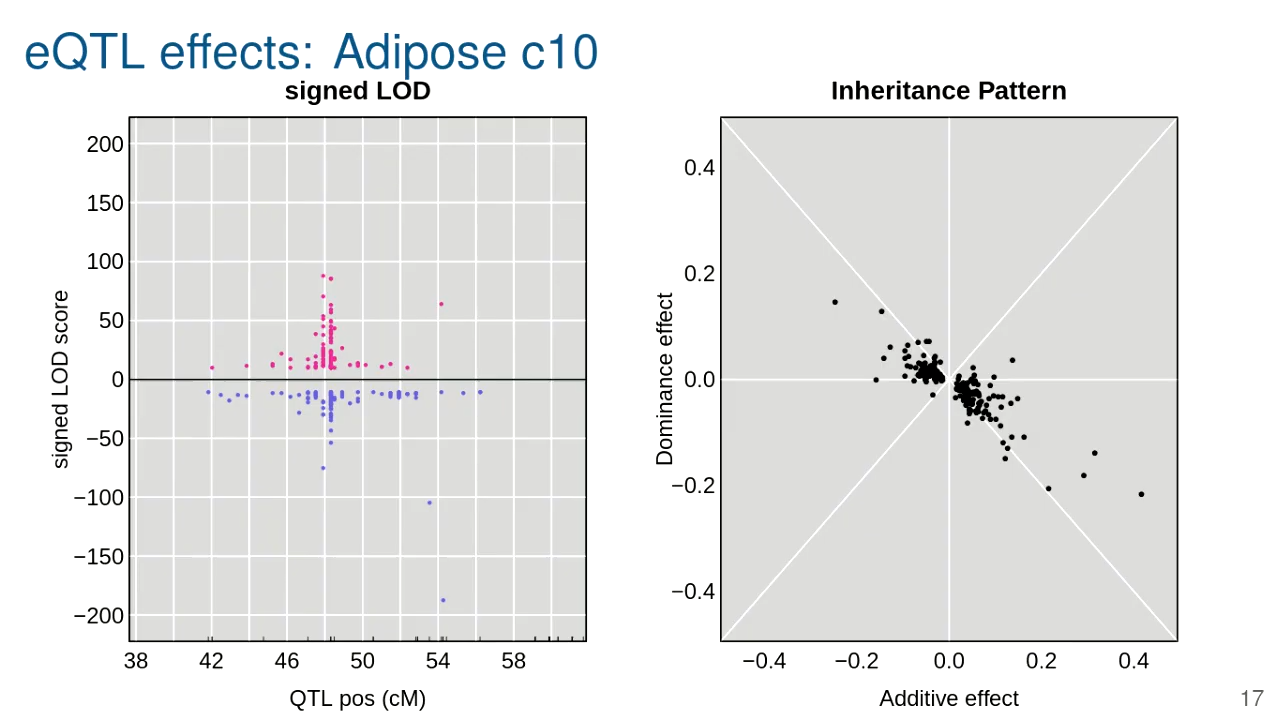 eQTL effects: Adipose c10
signed LOD
200
150
100
50
0
−50
−100
−150
−200
signed LOD score
38 42 46 50 54 58
QTL pos (cM)
Inheritance Pattern
0.4
0.2
0.0
−0.2
−0.4
Dominance effect
−0.4 −0.2 0.0 0.2 0.4
Additive effect
17